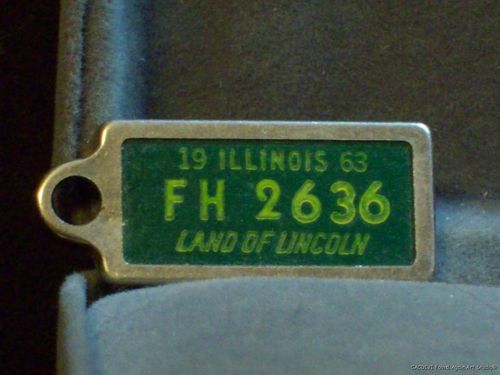 19 ILLINOIS 63
FH 2636
LAND OF LINCOLN